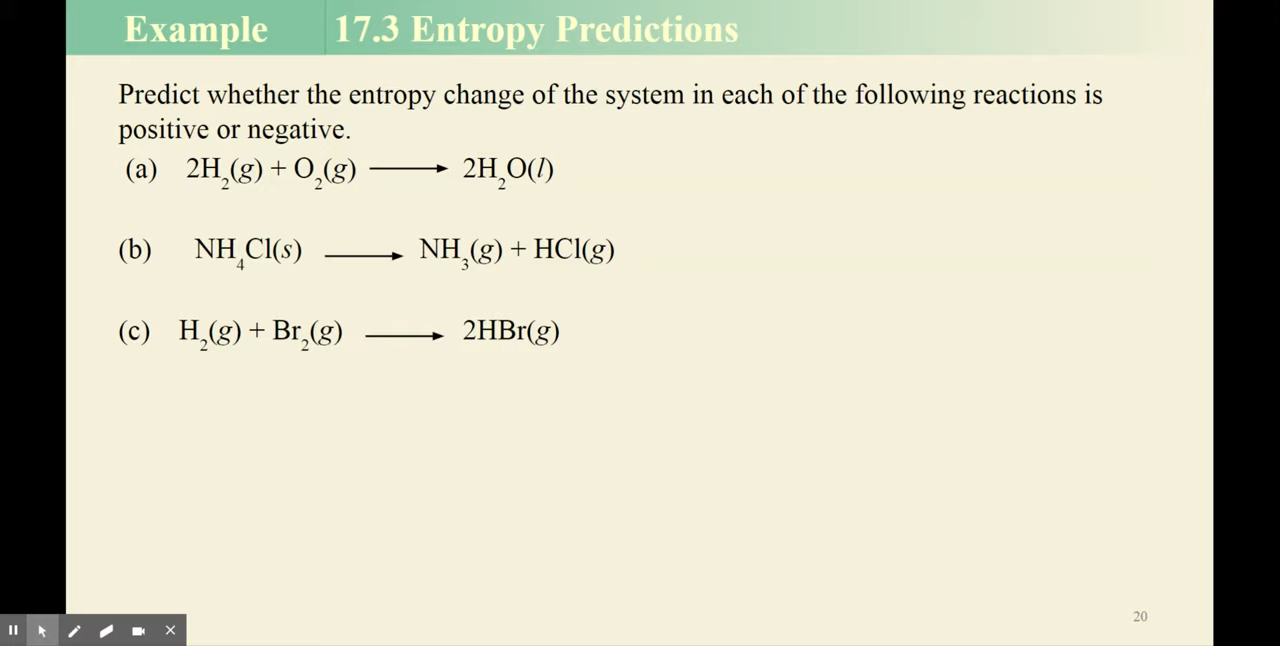 Example 17.3 Entropy Predictions
Predict whether the entropy change of the system in each of the following reactions is
positive or negative.
(a) 2H₂(g) + O₂(g) ⟶ 2H₂O(l)
(b) NH₄Cl(s) ⟶ NH₃(g) + HCl(g)
(c) H₂(g) + Br₂(g) ⟶ 2HBr(g)
20